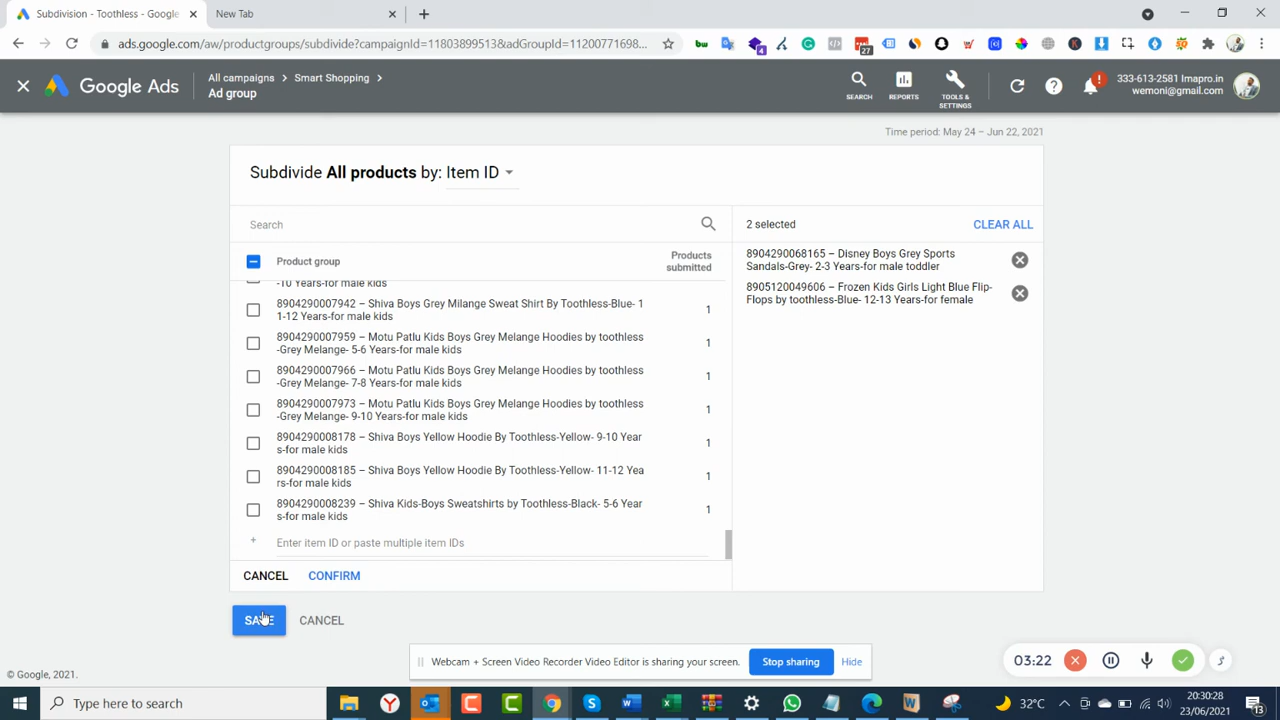 Subdivision - Toothless - Google
New Tab
ads.google.com/aw/productgroups/subdivide?campaignId=11803899513&adGroupId=11200771698...
4
27
Google Ads
All campaigns
Smart Shopping
Ad group
SEARCH
REPORTS
TOOLS &
SETTINGS
333-613-2581 Imapro.in
wemoni@gmail.com
Time period: May 24 – Jun 22, 2021
Subdivide All products by: Item ID
Search
2 selected
CLEAR ALL
Product group
Products
submitted
8904290068165 – Disney Boys Grey Sports
Sandals-Grey- 2-3 Years-for male toddler
8905120049606 – Frozen Kids Girls Light Blue Flip-
Flops by toothless-Blue- 12-13 Years-for female
-10 Years-for male kids
8904290007942 – Shiva Boys Grey Milange Sweat Shirt By Toothless-Blue- 1
1-12 Years-for male kids
1
8904290007959 – Motu Patlu Kids Boys Grey Melange Hoodies by toothless
-Grey Melange- 5-6 Years-for male kids
1
8904290007966 – Motu Patlu Kids Boys Grey Melange Hoodies by toothless
-Grey Melange- 7-8 Years-for male kids
1
8904290007973 – Motu Patlu Kids Boys Grey Melange Hoodies by toothless
-Grey Melange- 9-10 Years-for male kids
1
8904290008178 – Shiva Boys Yellow Hoodie By Toothless-Yellow- 9-10 Year
s-for male kids
1
8904290008185 – Shiva Boys Yellow Hoodie By Toothless-Yellow- 11-12 Yea
rs-for male kids
1
8904290008239 – Shiva Kids-Boys Sweatshirts by Toothless-Black- 5-6 Year
s-for male kids
1
Enter item ID or paste multiple item IDs
CANCEL
CONFIRM
SAVE
CANCEL
Webcam + Screen Video Recorder Video Editor is sharing your screen.
Stop sharing
Hide
03:22
© Google, 2021.
Type here to search
32°C
20:30:28
23/06/2021
13